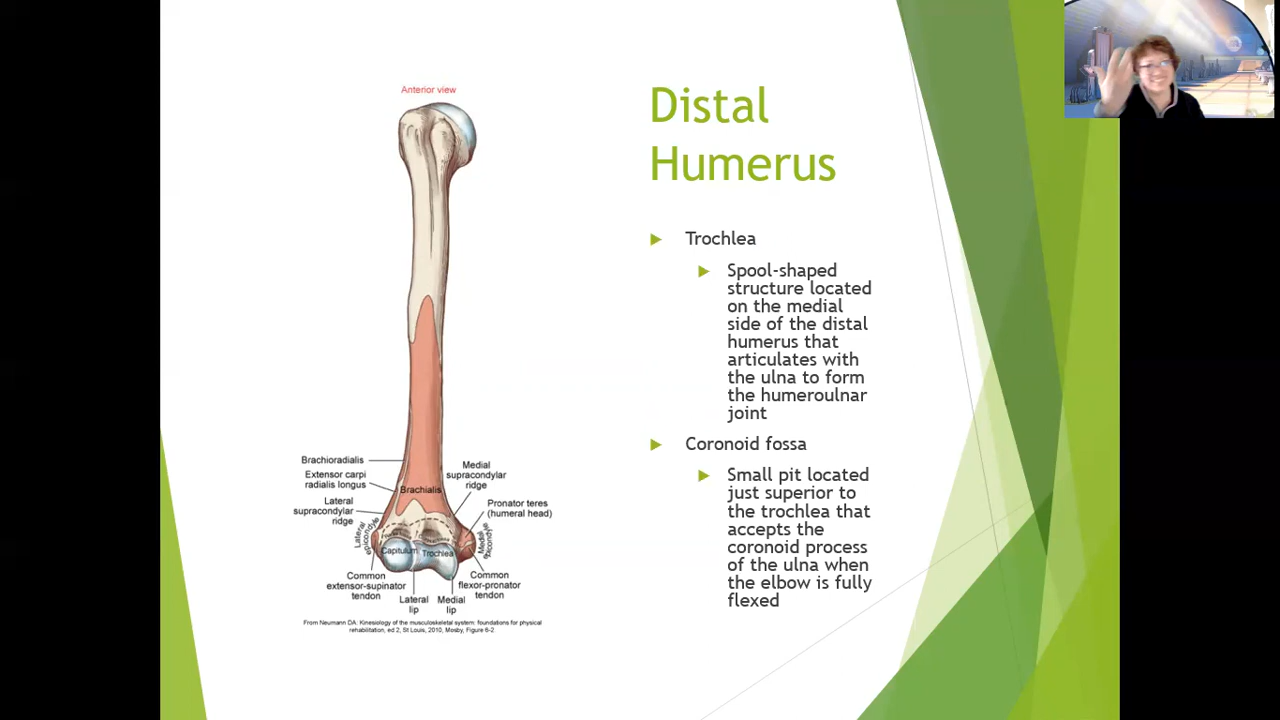 Anterior view
Distal
Humerus
Trochlea
Spool-shaped
structure located
on the medial
side of the distal
humerus that
articulates with
the ulna to form
the humeroulnar
joint
Coronoid fossa
Small pit located
just superior to
the trochlea that
accepts the
coronoid process
of the ulna when
the elbow is fully
flexed
Brachioradialis
Extensor carpi
radialis longus
Lateral
supracondylar
ridge
Lateral
epicondyle
Brachialis
Medial
supracondylar
ridge
Pronator teres
(humeral head)
Medial
epicondyle
Capitulum
Trochlea
Common
extensor-supinator
tendon
Lateral
lip
Medial
lip
Common
flexor-pronator
tendon
From Neumann DA: Kinesiology of the musculoskeletal system: foundations for physical
rehabilitation, ed 2, St Louis, 2010, Mosby, Figure 6-2